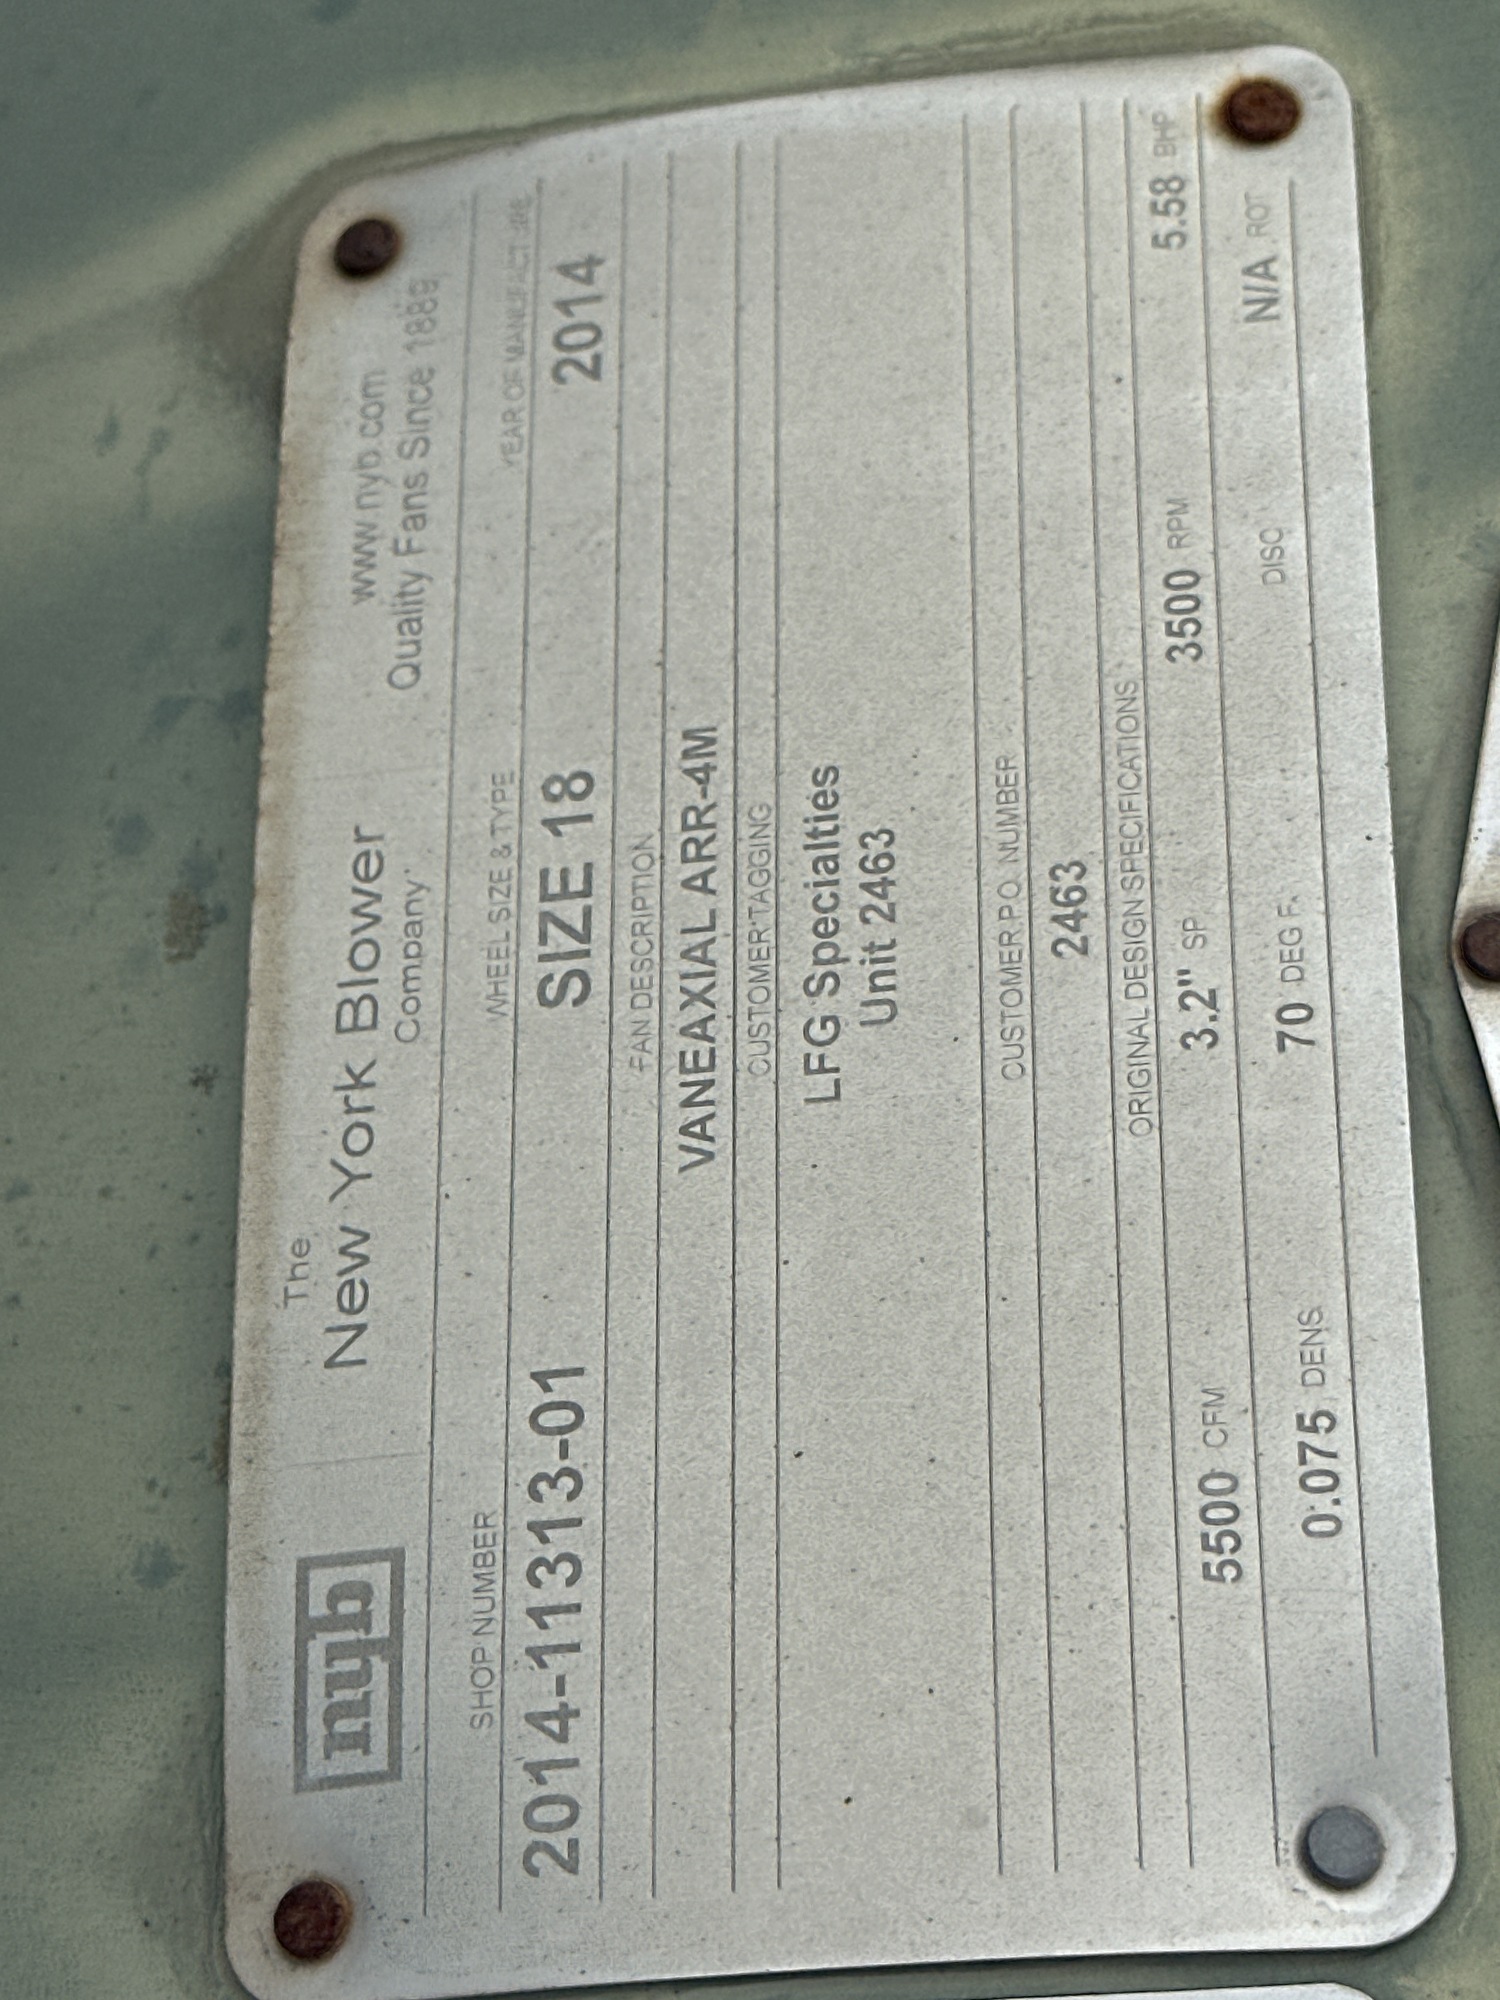 nyb
The
New York Blower
Company
www.nyb.com
Quality Fans Since 1889
SHOP NUMBER WHEEL SIZE & TYPE YEAR OF MANUFACTURE
2014-11313-01 SIZE 18 2014
FAN DESCRIPTION
VANEAXIAL ARR-4M
CUSTOMER TAGGING
LFG Specialties
Unit 2463
CUSTOMER P.O. NUMBER
2463
ORIGINAL DESIGN SPECIFICATIONS
5500 CFM 3.2" SP 3500 RPM 5.58 BHP
0.075 DENS 70 DEG F. DISC N/A ROT